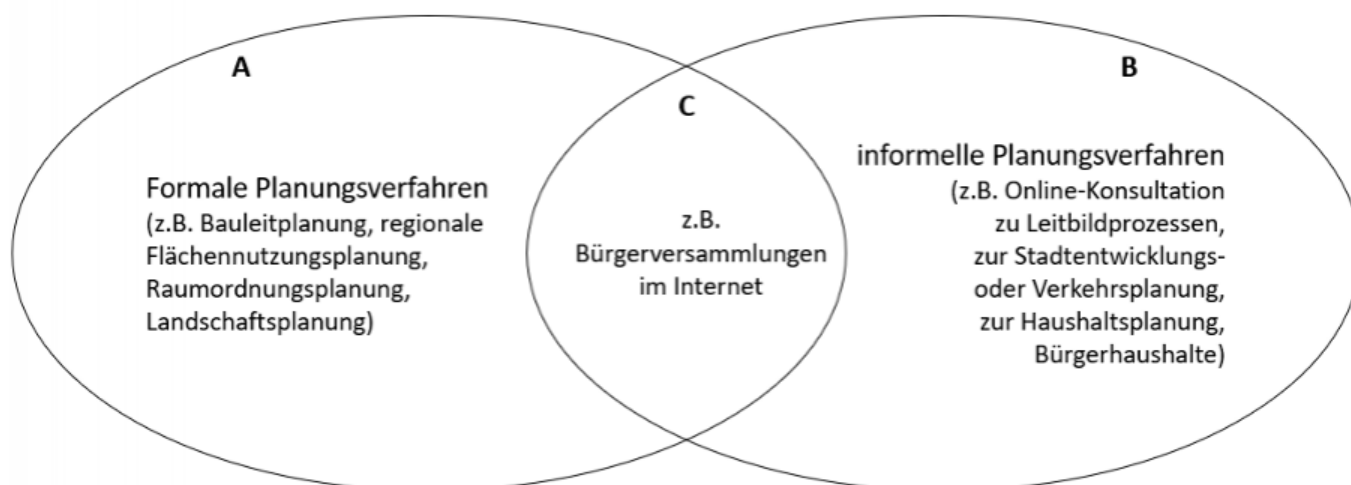 A
Formale Planungsverfahren
(z.B. Bauleitplanung, regionale
Flächennutzungsplanung,
Raumordnungsplanung,
Landschaftsplanung)
C
z.B.
Bürgerversammlungen
im Internet
B
informelle Planungsverfahren
(z.B. Online-Konsultation
zu Leitbildprozessen,
zur Stadtentwicklungs-
oder Verkehrsplanung,
zur Haushaltsplanung,
Bürgerhaushalte)